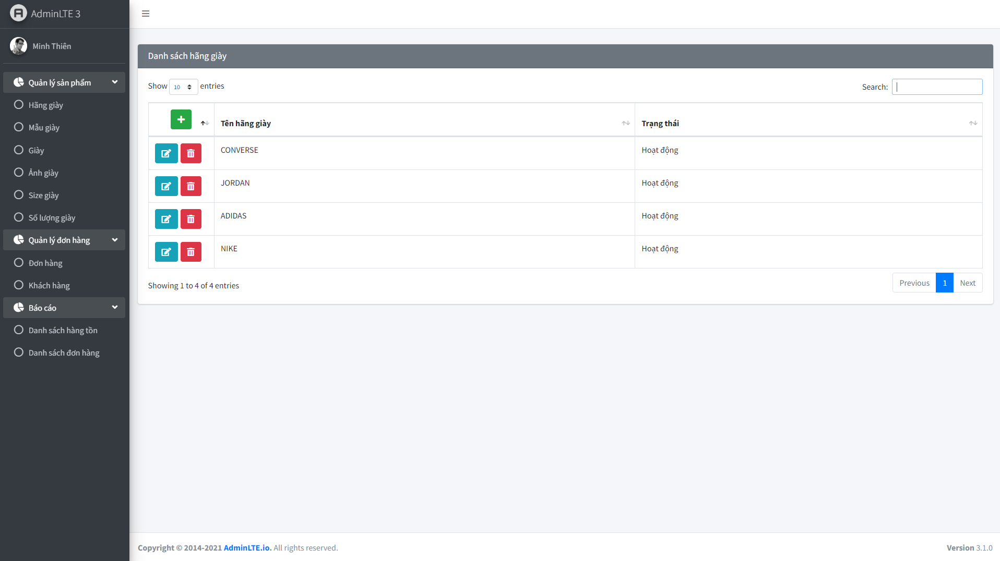 AdminLTE 3
Minh Thiên
Quản lý sản phẩm
Hãng giày
Mẫu giày
Giày
Ảnh giày
Size giày
Số lượng giày
Quản lý đơn hàng
Đơn hàng
Khách hàng
Báo cáo
Danh sách hàng tồn
Danh sách đơn hàng
Danh sách hãng giày
Show 10 entries
Search:
Tên hãng giày Trạng thái
CONVERSE Hoạt động
JORDAN Hoạt động
ADIDAS Hoạt động
NIKE Hoạt động
Showing 1 to 4 of 4 entries
Previous 1 Next
Copyright © 2014-2021 AdminLTE.io. All rights reserved.
Version 3.1.0